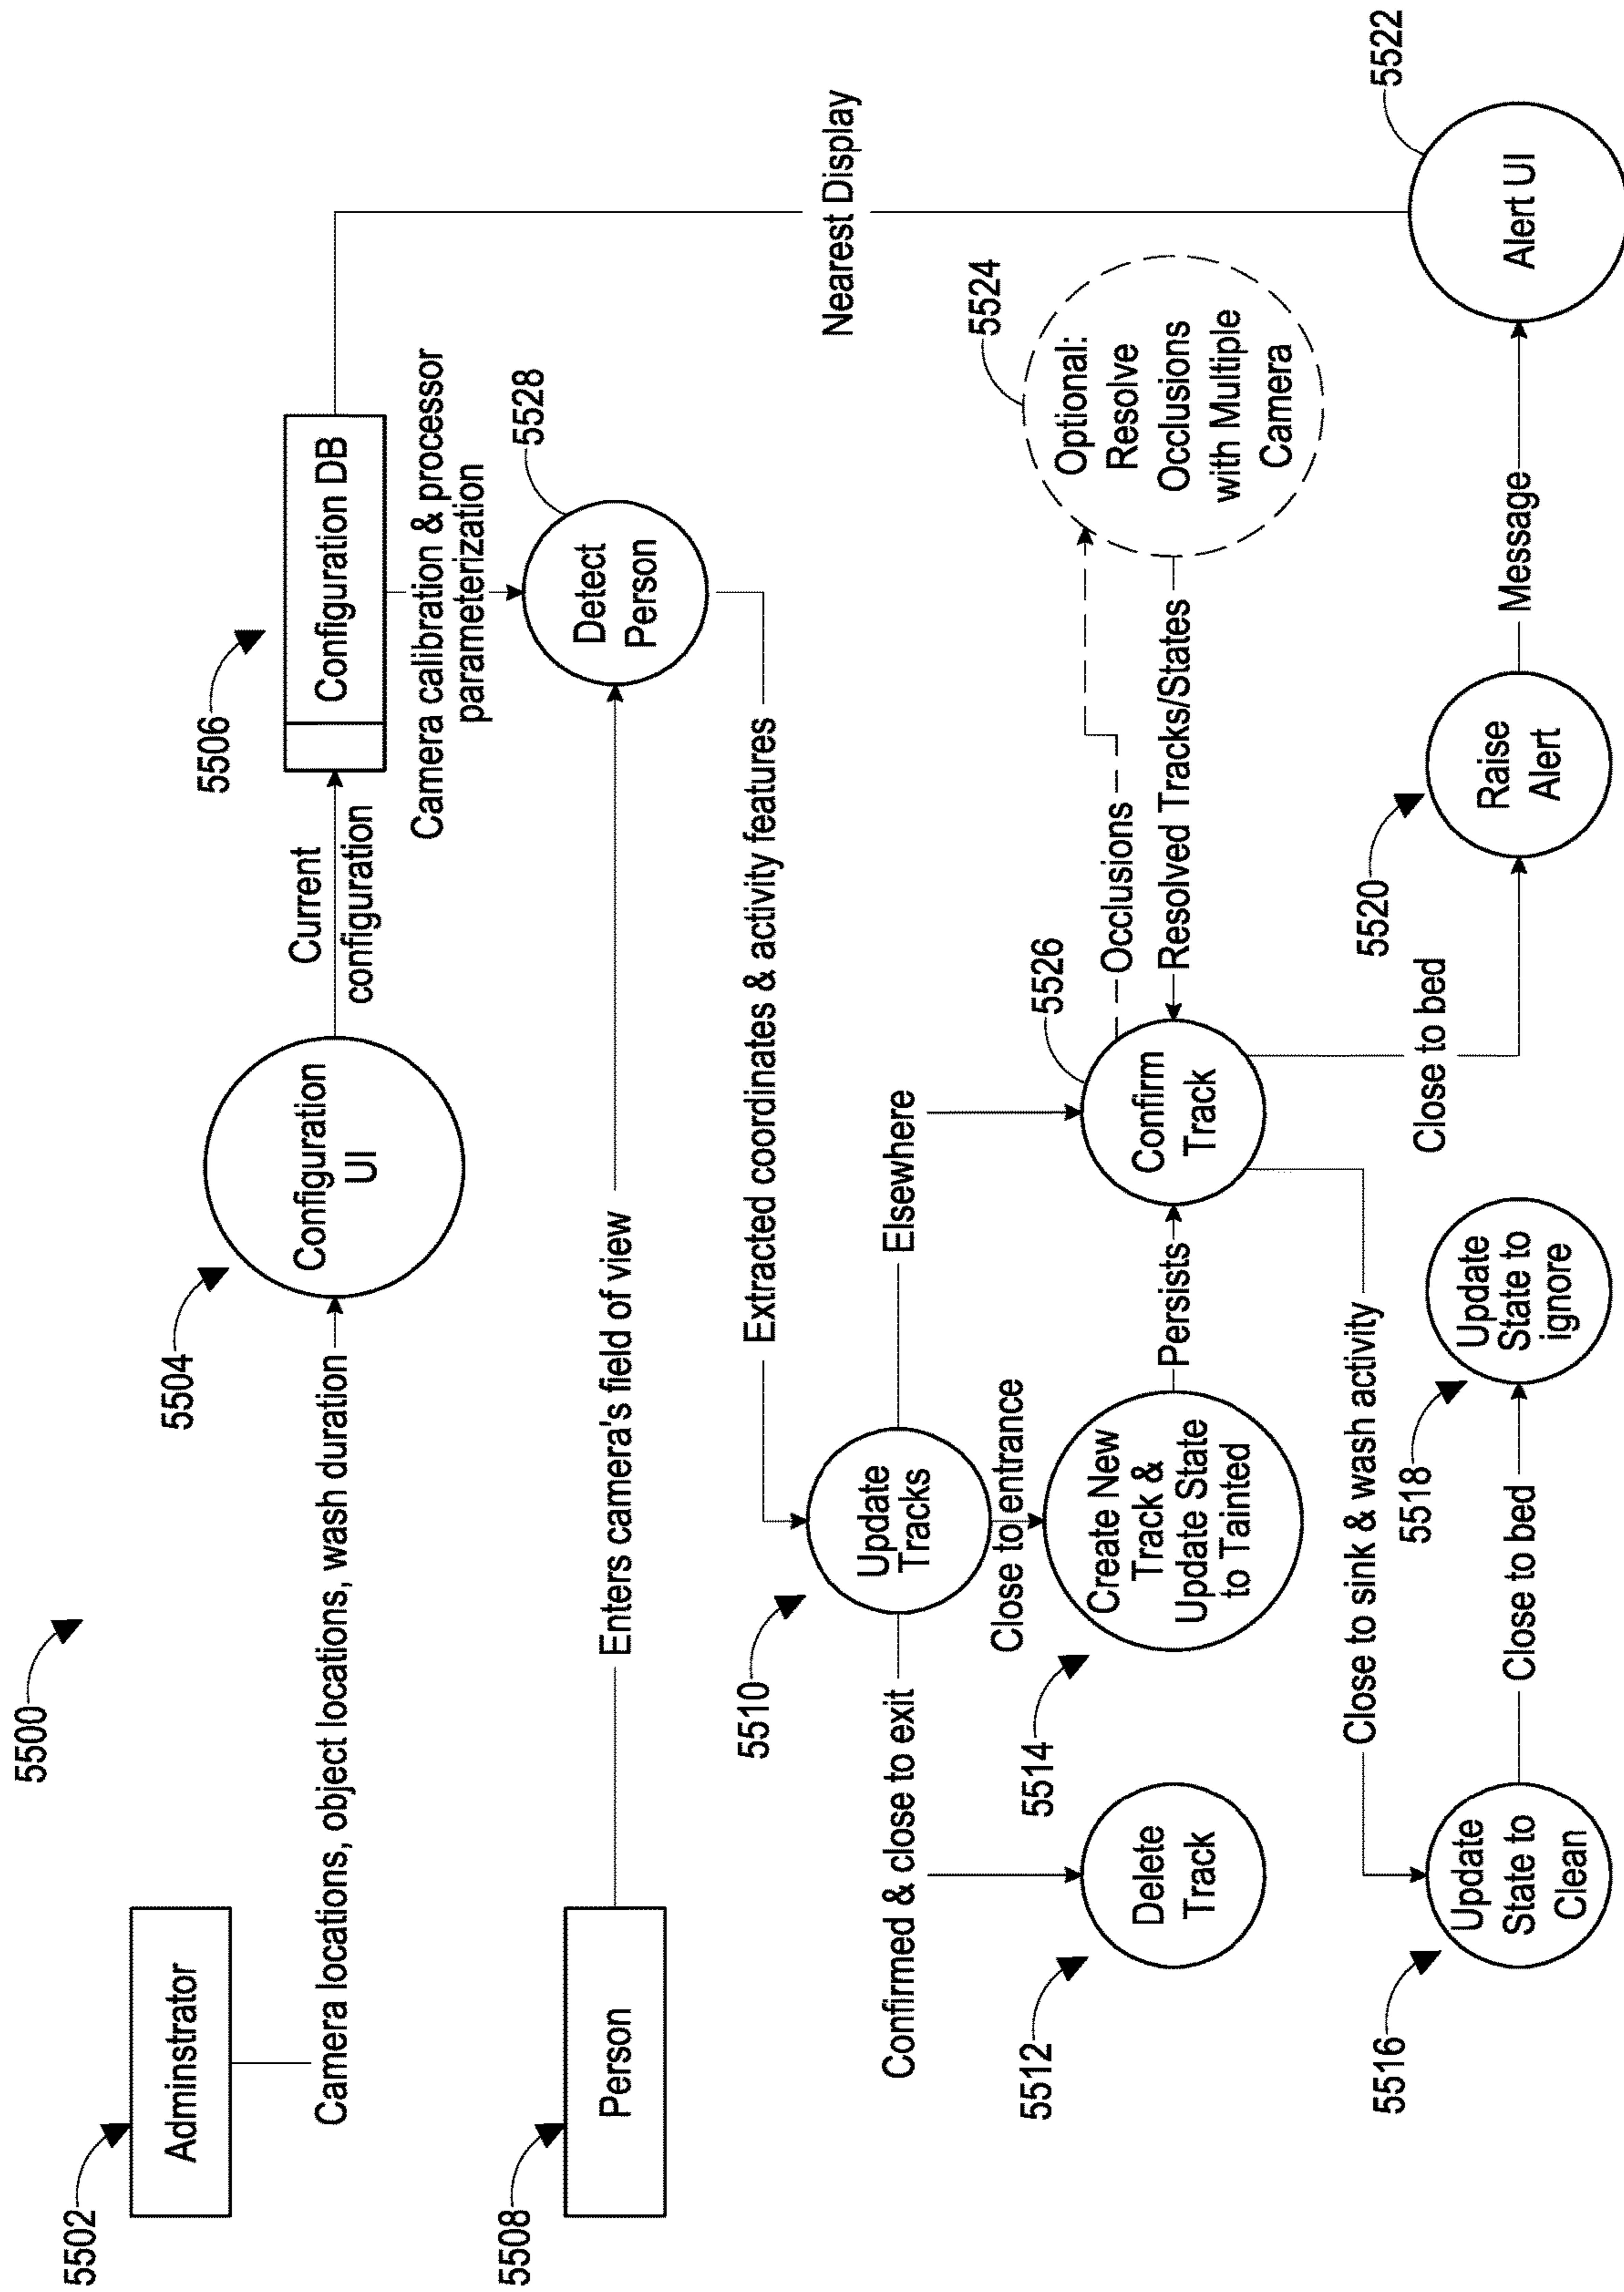 5500
5502
Adminstrator
Camera locations, object locations, wash duration
5504
Configuration
UI
Current
configuration
5506
Configuration DB
Camera calibration & processor
parameterization
5508
Person
Enters camera's field of view
5528
Detect
Person
Nearest Display
Extracted coordinates & activity features
5510
Update
Tracks
Confirmed & close to exit
Close to entrance
Elsewhere
5512
Delete
Track
5514
Create New
Track &
Update State
to Tainted
Persists
5526
Confirm
Track
Occlusions
Resolved Tracks/States
5524
Optional:
Resolve
Occlusions
with Multiple
Camera
Close to sink & wash activity
Close to bed
5516
Update
State to
Clean
Close to bed
5518
Update
State to
ignore
5520
Raise
Alert
Message
5522
Alert UI